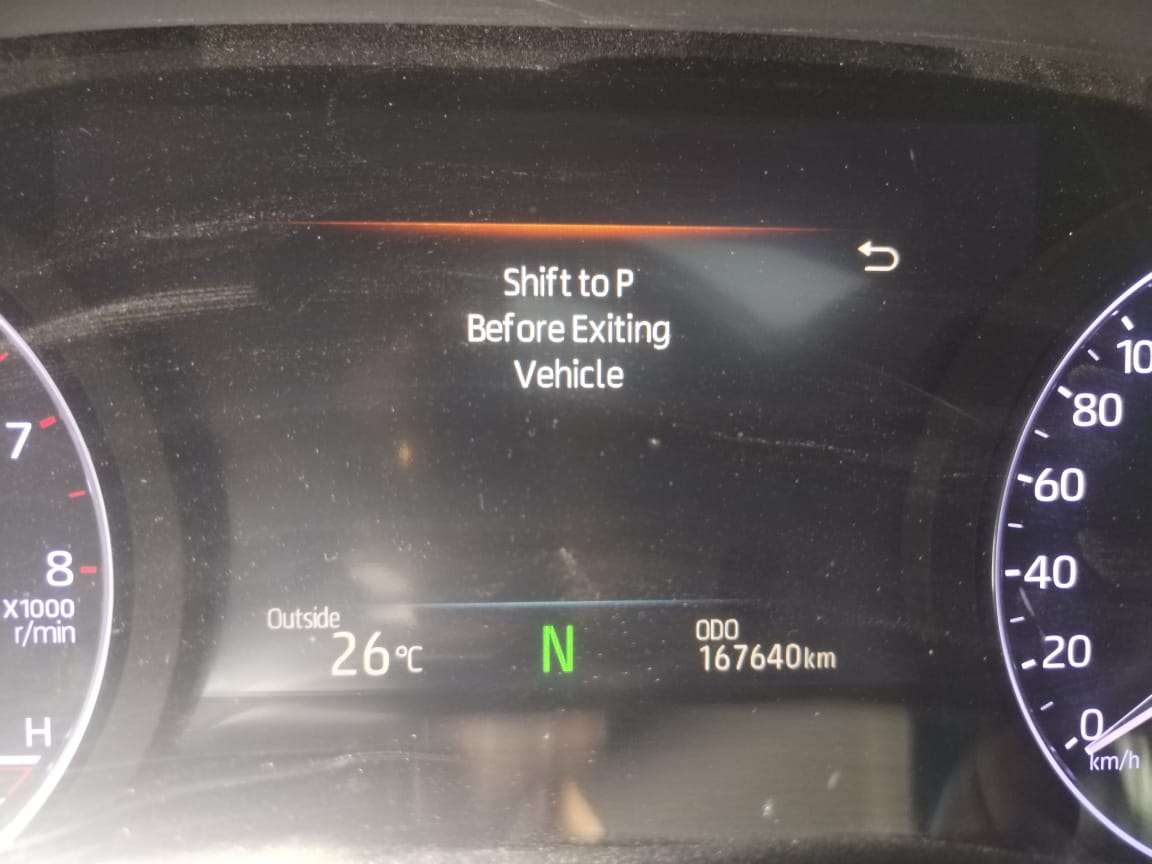 Shift to P
Before Exiting
Vehicle
7
8
X1000
r/min
H
Outside
26°C
N
ODO
167640km
100
80
60
40
20
0
km/h